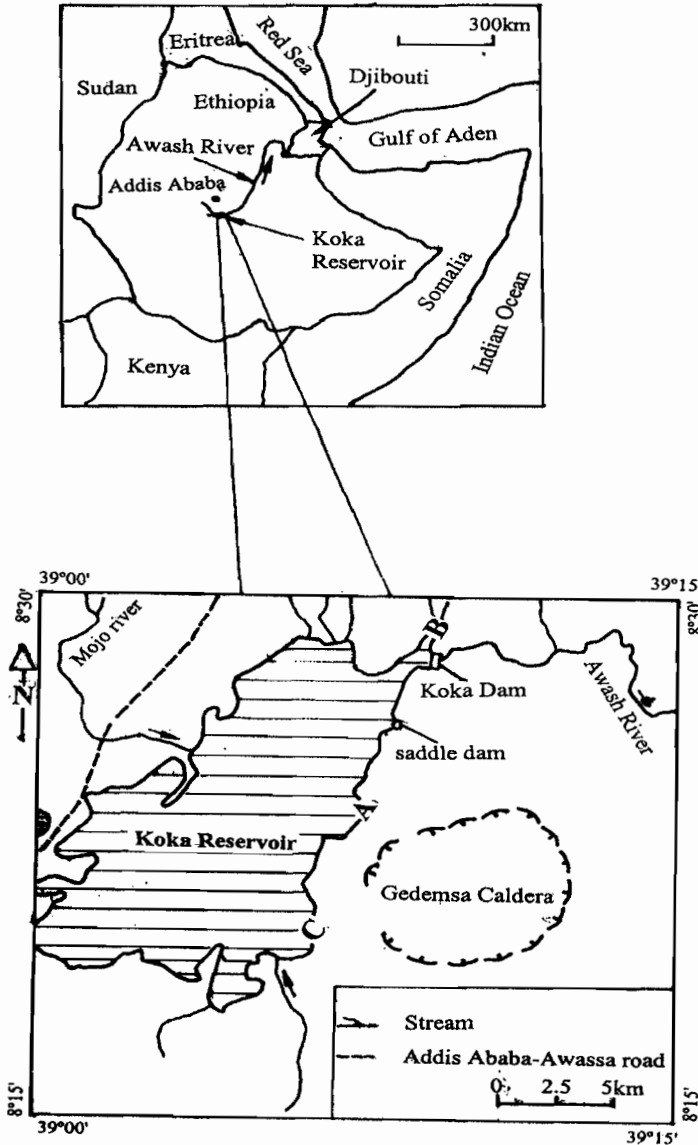 300km
Eritrea
Red Sea
Djibouti
Sudan
Ethiopia
Gulf of Aden
Awash River
Addis Ababa
Koka
Reservoir
Somalia
Indian Ocean
Kenya
39°00'
39°15'
8°30'
8°30'
Mojo river
B
N
Koka Dam
Awash River
saddle dam
A
Koka Reservoir
Gedemsa Caldera
C
Stream
Addis Ababa-Awassa road
0 2.5 5km
8°15'
8°15'
39°00'
39°15'